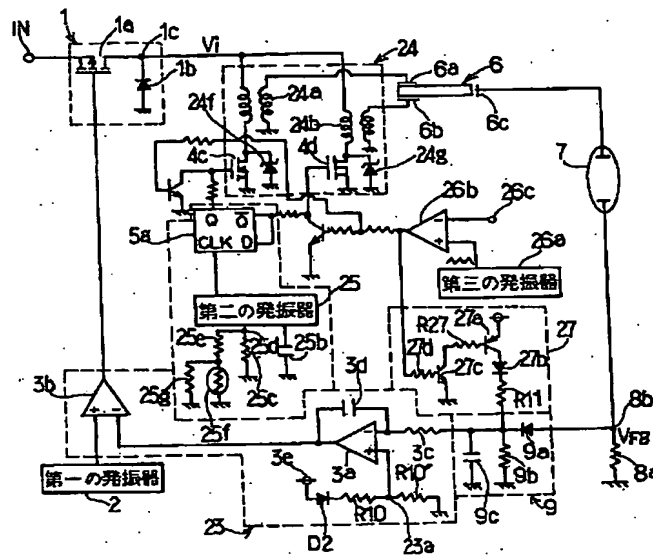 IN
1
1a
1c
1b
Vi
24
6a
6
6b
6c
24a
24b
24f
24g
4c
4d
7
26b
26c
5a
Q
Q̄
CLK
D
26a
第三の発振器
第二の発振器
25
25e
25d
25b
25c
25g
25f
R27
27a
27
27d
27c
27b
R11
3d
3b
+
-
3a
+
-
3c
8b
VFB
8a
9a
9b
9c
9
3e
R10
R10'
D2
23a
23
第一の発振器
2